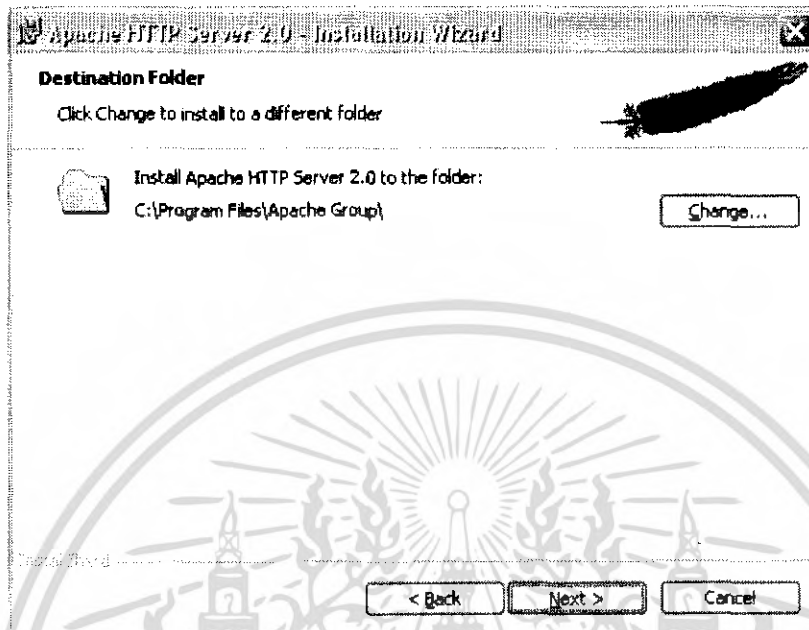 Apache HTTP Server 2.0 - Installation Wizard
Destination Folder
Click Change to install to a different folder
Install Apache HTTP Server 2.0 to the folder:
C:\Program Files\Apache Group\
Change...
InstallShield
< Back
Next >
Cancel